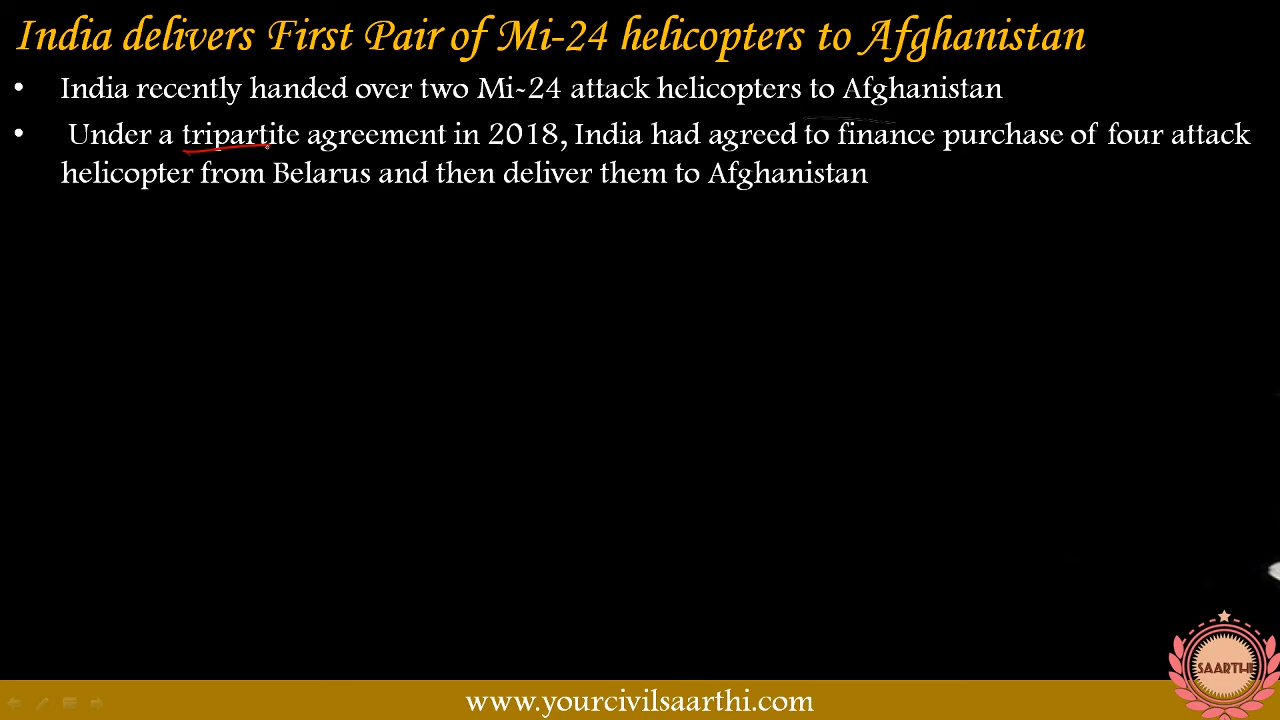 India delivers First Pair of Mi-24 helicopters to Afghanistan
• India recently handed over two Mi-24 attack helicopters to Afghanistan
• Under a tripartite agreement in 2018, India had agreed to finance purchase of four attack
helicopter from Belarus and then deliver them to Afghanistan
SAARTHI
www.yourcivilsaarthi.com